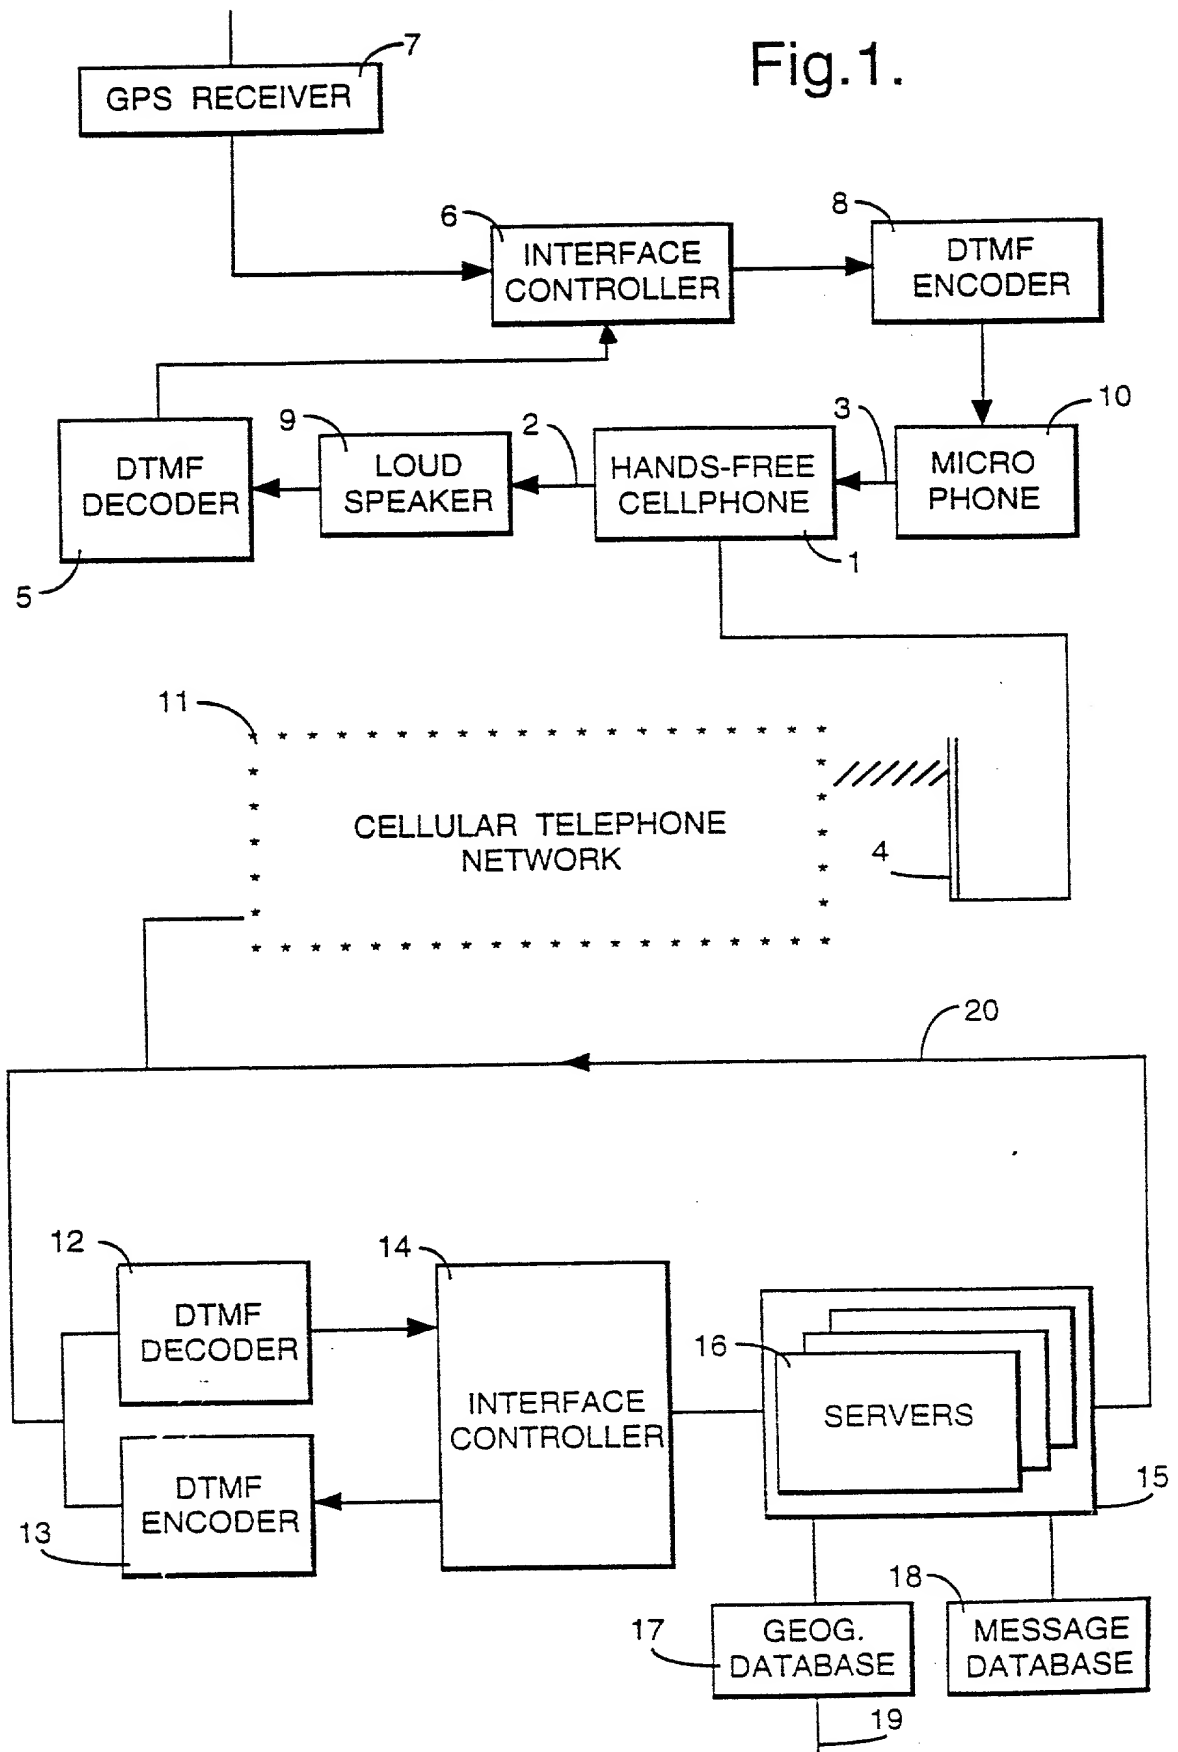 Fig.1.
7
GPS RECEIVER
6
INTERFACE
CONTROLLER
8
DTMF
ENCODER
5
DTMF
DECODER
9
LOUD
SPEAKER
2
HANDS-FREE
CELLPHONE
1
3
10
MICRO
PHONE
11
CELLULAR TELEPHONE
NETWORK
4
20
12
DTMF
DECODER
14
INTERFACE
CONTROLLER
16
SERVERS
15
13
DTMF
ENCODER
17
GEOG.
DATABASE
18
MESSAGE
DATABASE
19